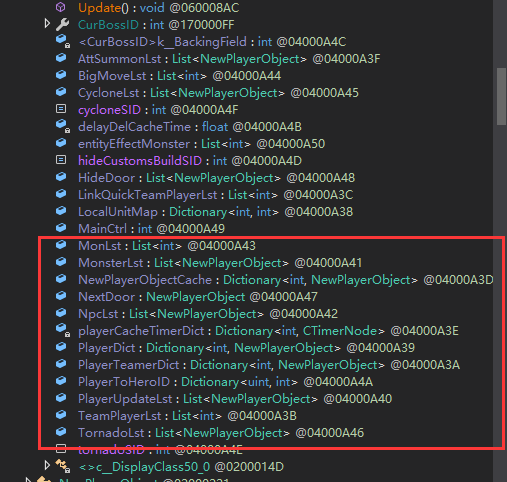 Update() : void @060008AC
CurBossID : int @170000FF
<CurBossID>k__BackingField : int @04000A4C
AttSummonLst : List<NewPlayerObject> @04000A3F
BigMoveLst : List<int> @04000A44
CycloneLst : List<NewPlayerObject> @04000A45
cycloneSID : int @04000A4F
delayDelCacheTime : float @04000A4B
entityEffectMonster : List<int> @04000A50
hideCustomsBuildSID : int @04000A4D
HideDoor : List<NewPlayerObject> @04000A48
LinkQuickTeamPlayerLst : List<int> @04000A3C
LocalUnitMap : Dictionary<int, int> @04000A38
MainCtrl : int @04000A49
MonLst : List<int> @04000A43
MonsterLst : List<NewPlayerObject> @04000A41
NewPlayerObjectCache : Dictionary<int, NewPlayerObject> @04000A3D
NextDoor : NewPlayerObject @04000A47
NpcLst : List<NewPlayerObject> @04000A42
playerCacheTimerDict : Dictionary<int, CTimerNode> @04000A3E
PlayerDict : Dictionary<int, NewPlayerObject> @04000A39
PlayerTeamerDict : Dictionary<int, NewPlayerObject> @04000A3A
PlayerToHeroID : Dictionary<uint, int> @04000A4A
PlayerUpdateLst : List<NewPlayerObject> @04000A40
TeamPlayerLst : List<int> @04000A3B
TornadoLst : List<NewPlayerObject> @04000A46
tornadoSID : int @04000A4E
<>c__DisplayClass50_0 @0200014D